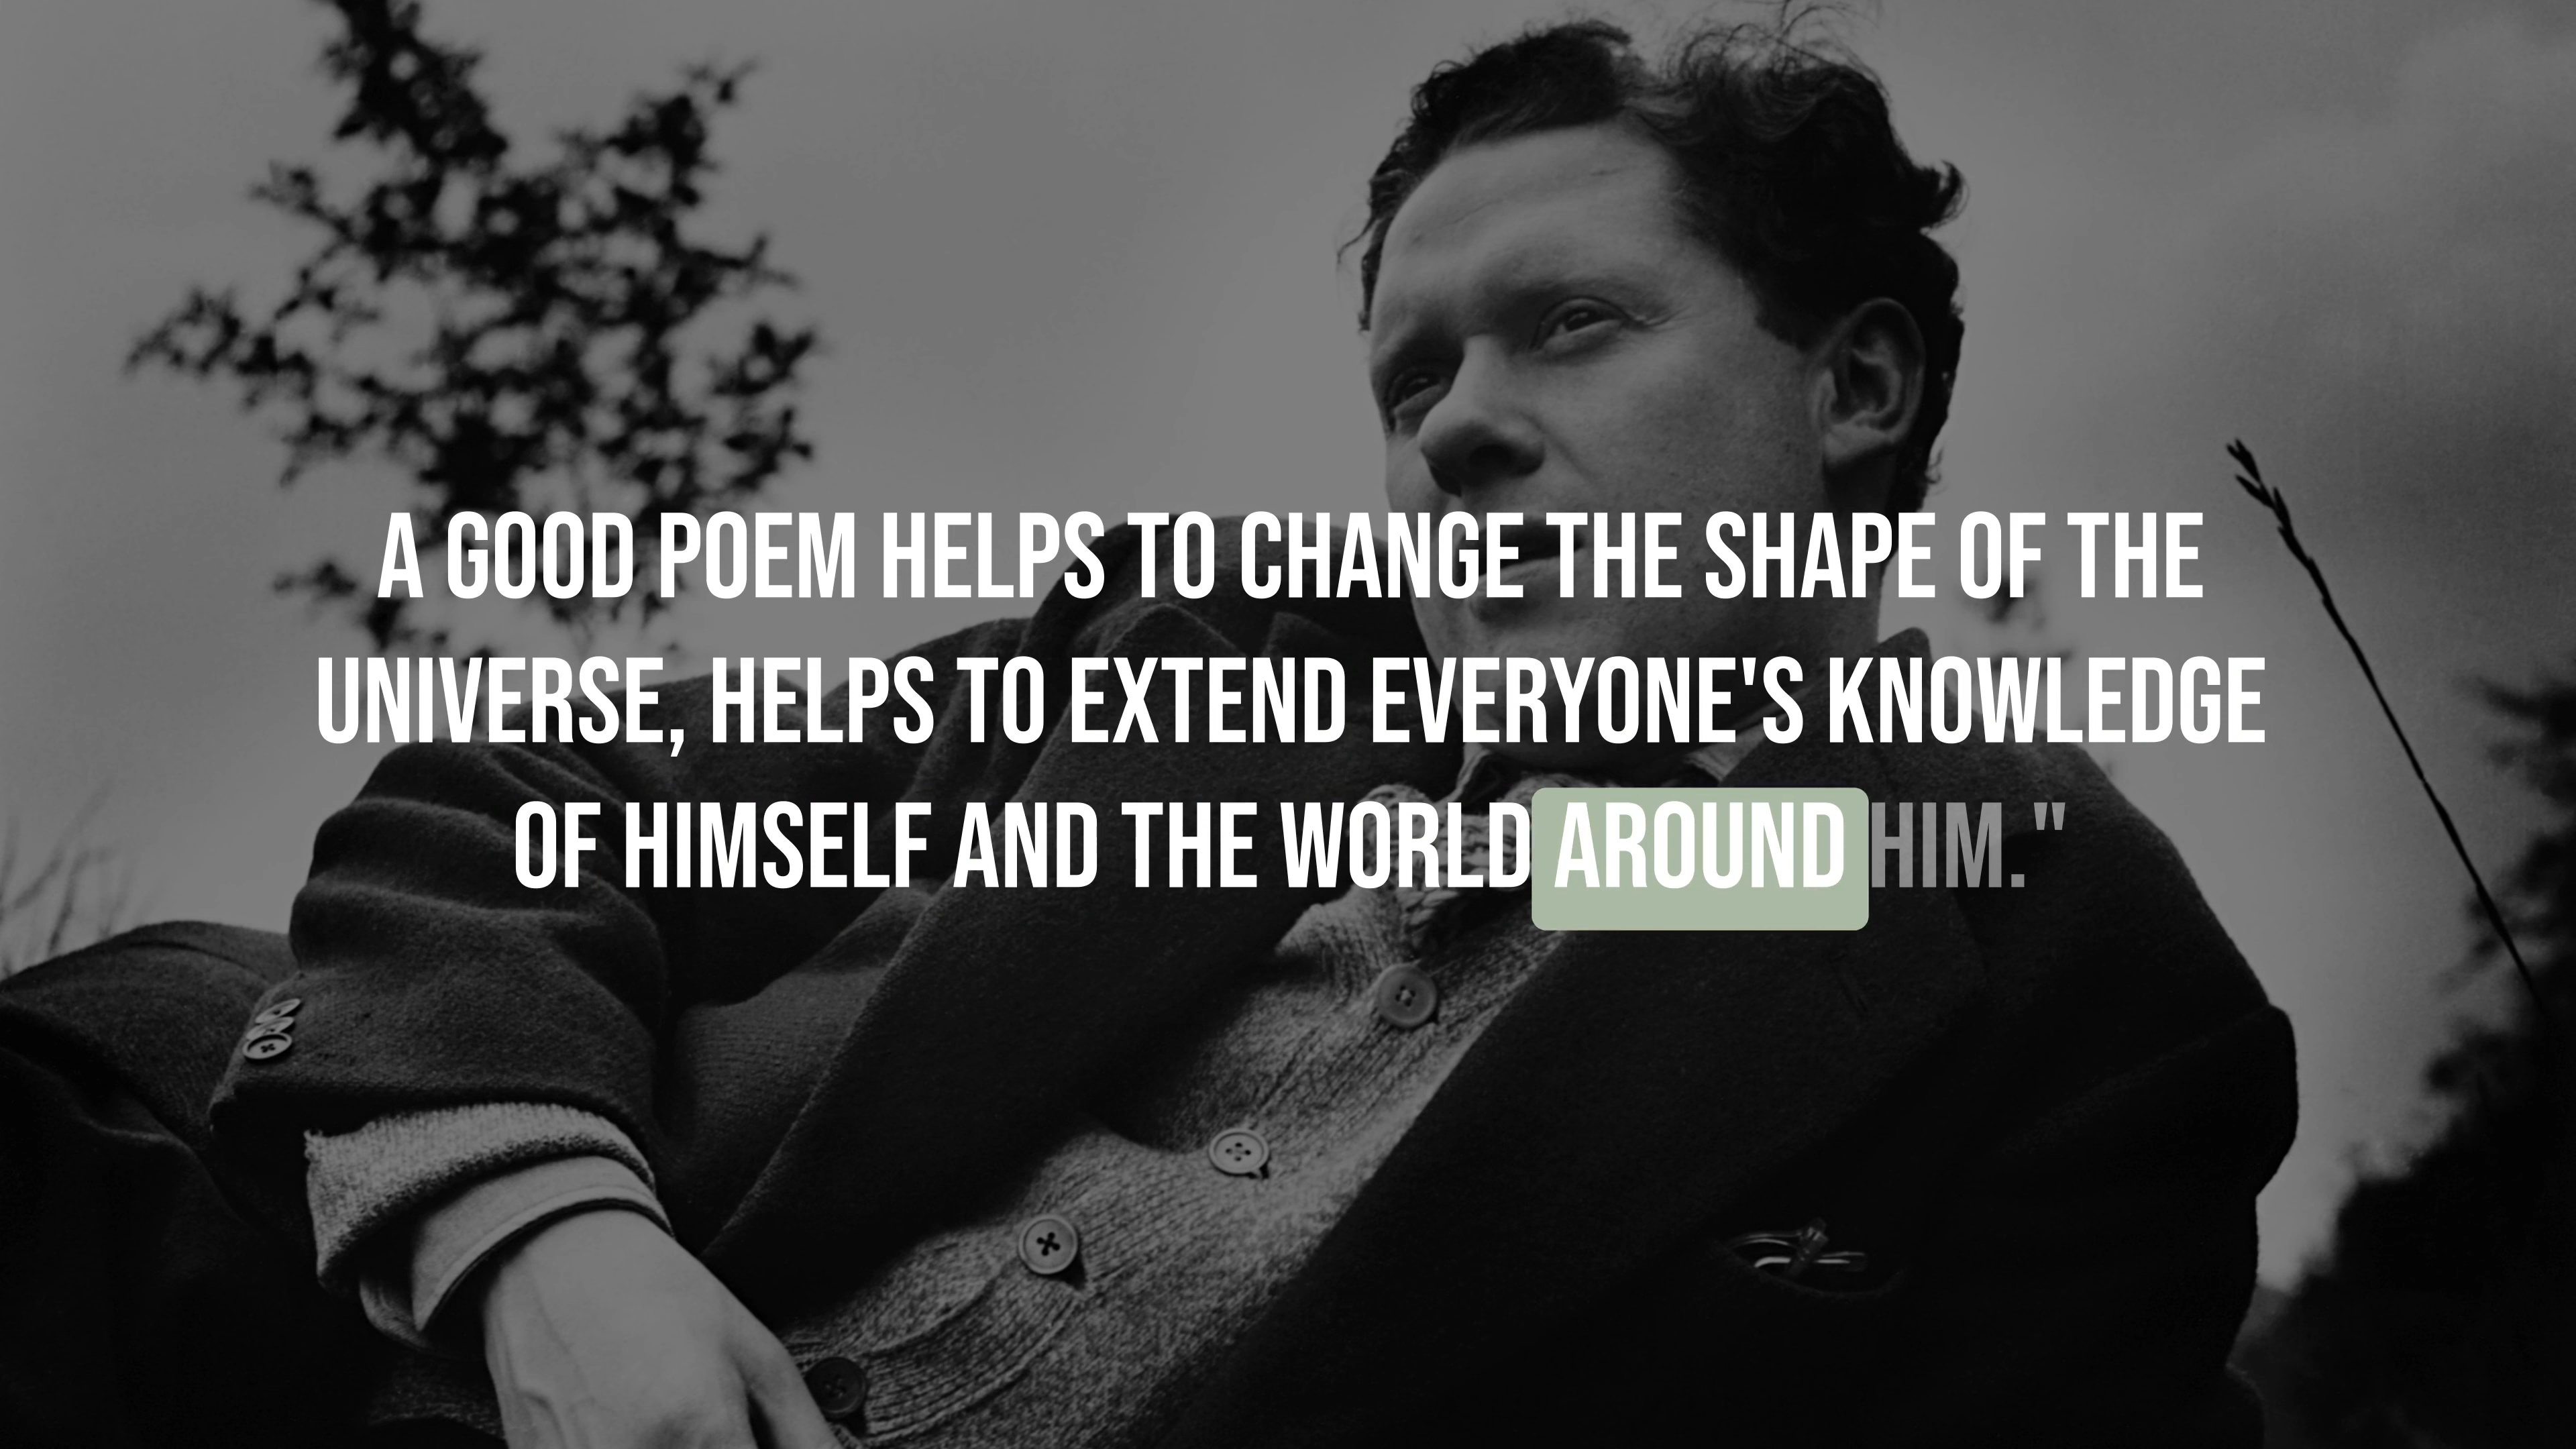 A GOOD POEM HELPS TO CHANGE THE SHAPE OF THE
UNIVERSE, HELPS TO EXTEND EVERYONE'S KNOWLEDGE
OF HIMSELF AND THE WORLD AROUND HIM."